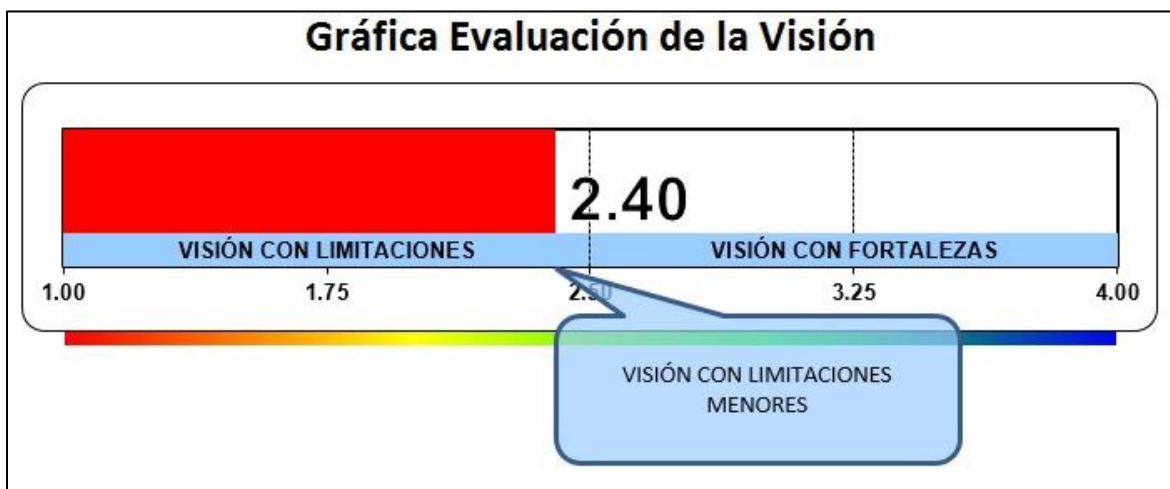 Gráfica Evaluación de la Visión
2.40
VISIÓN CON LIMITACIONES VISIÓN CON FORTALEZAS
1.00 1.75 2.50 3.25 4.00
VISIÓN CON LIMITACIONES
MENORES